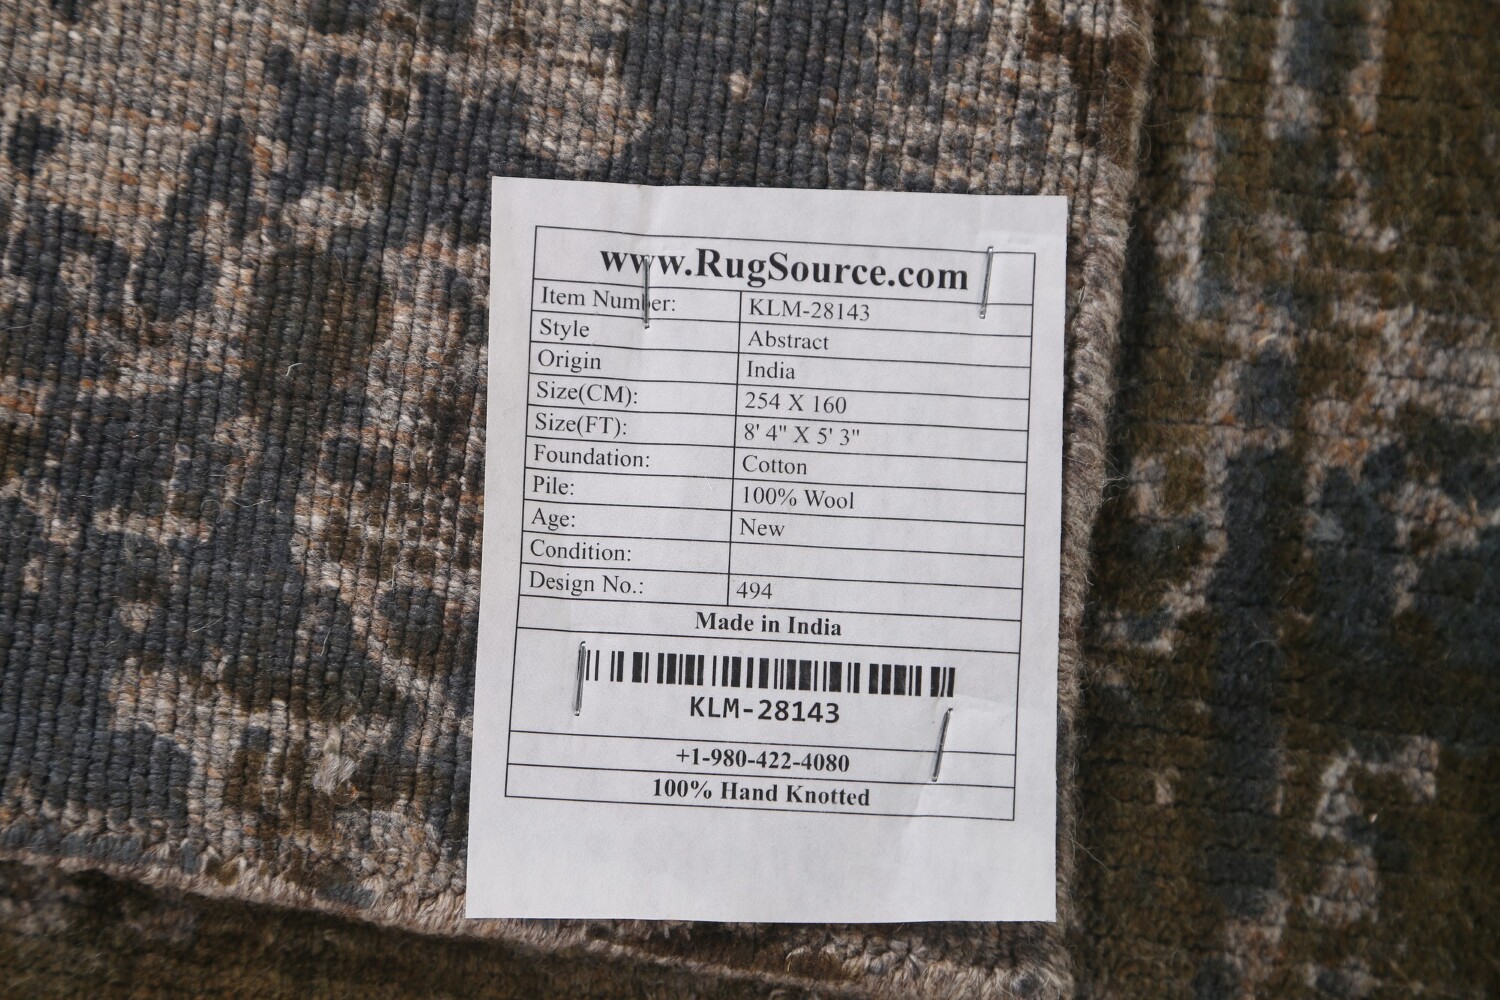 www.RugSource.com
Item Number: KLM-28143
Style Abstract
Origin India
Size(CM): 254 X 160
Size(FT): 8' 4" X 5' 3"
Foundation: Cotton
Pile: 100% Wool
Age: New
Condition:
Design No.: 494
Made in India
KLM-28143
+1-980-422-4080
100% Hand Knotted